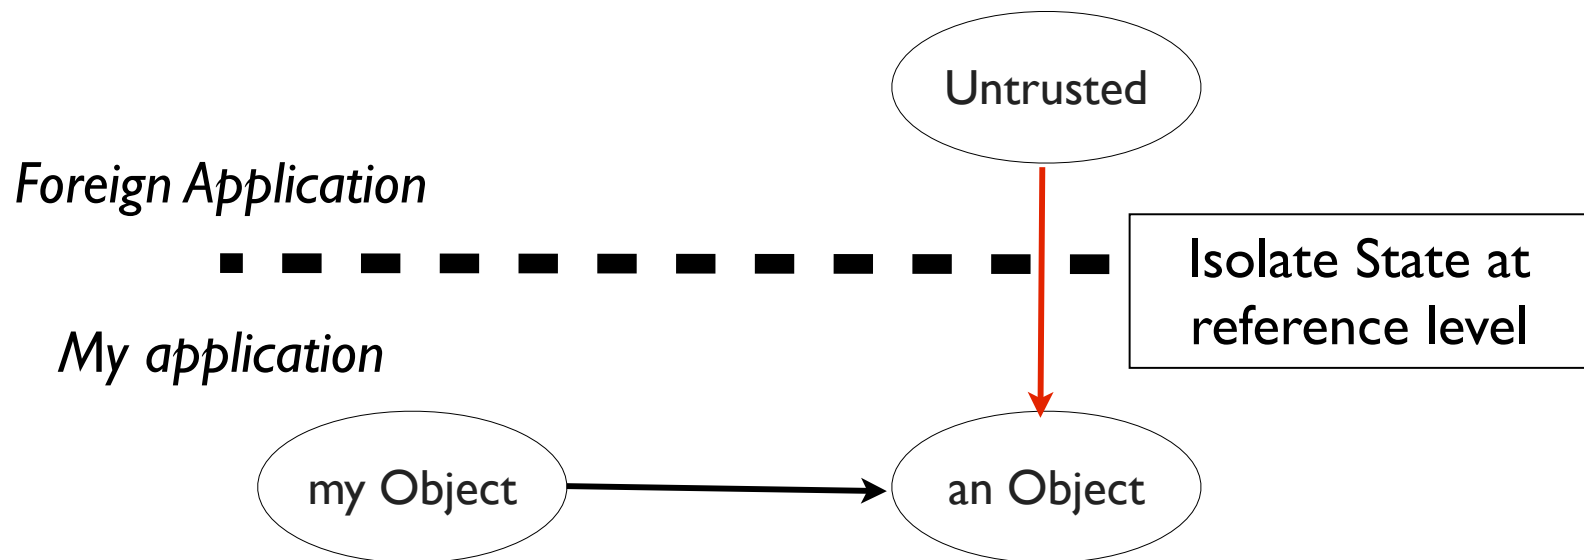 Untrusted
Foreign Application
Isolate State at
reference level
My application
my Object
an Object